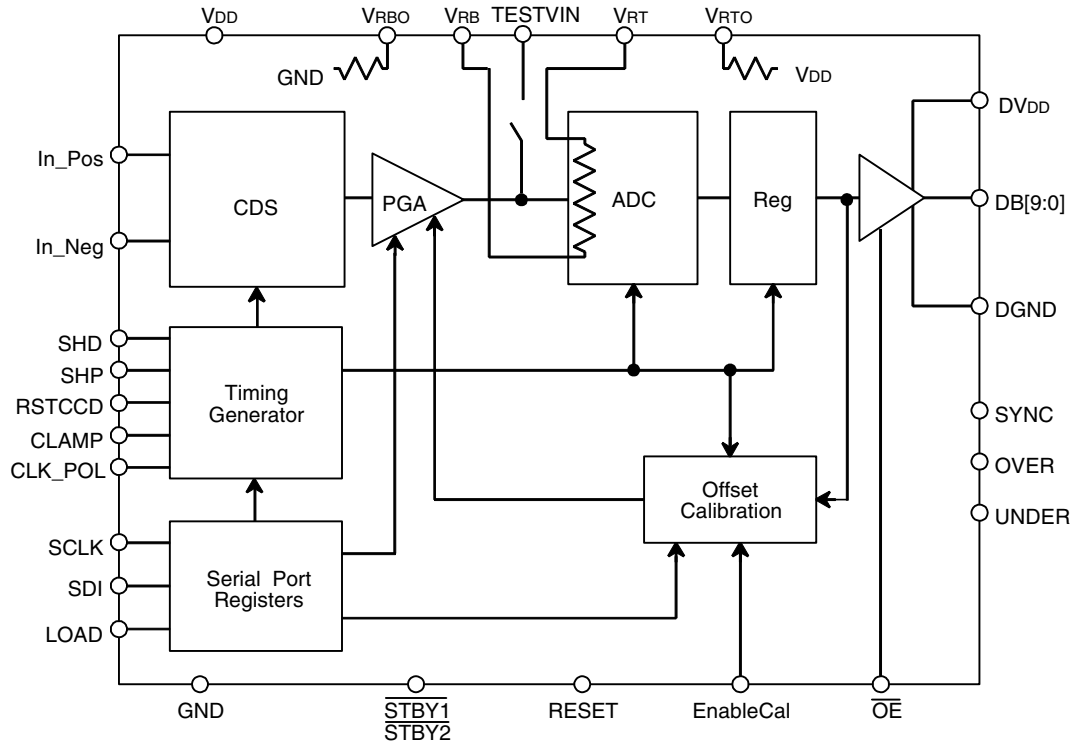 VDD
VRBO
VRB
TESTVIN
VRT
VRTO
GND
VDD
DVDD
In_Pos
CDS
PGA
ADC
Reg
DB[9:0]
In_Neg
DGND
SHD
SHP
RSTCCD
CLAMP
CLK_POL
Timing
Generator
SYNC
OVER
UNDER
Offset
Calibration
SCLK
SDI
LOAD
Serial Port
Registers
GND
STBY1
STBY2
RESET
EnableCal
OE